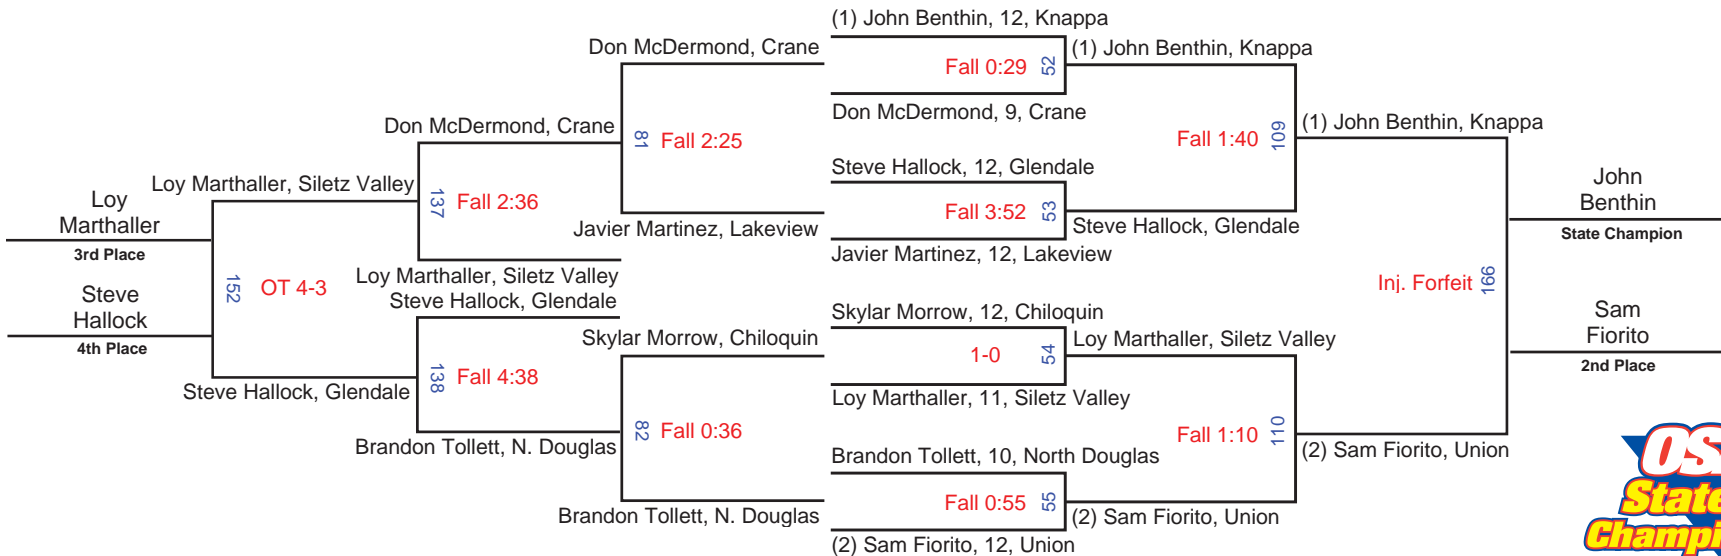 (1) John Benthin, 12, Knappa
Don McDermond, Crane
(1) John Benthin, Knappa
Fall 0:29
52
Don McDermond, 9, Crane
Don McDermond, Crane
(1) John Benthin, Knappa
81
Fall 2:25
Fall 1:40
109
Steve Hallock, 12, Glendale
Loy Marthaller, Siletz Valley
John
Benthin
State Champion
Loy
Marthaller
3rd Place
137
Fall 2:36
Fall 3:52
53
Javier Martinez, Lakeview
Steve Hallock, Glendale
Javier Martinez, 12, Lakeview
Loy Marthaller, Siletz Valley
152
OT 4-3
Inj. Forfeit
166
Steve Hallock, Glendale
Steve
Hallock
4th Place
Skylar Morrow, 12, Chiloquin
Sam
Fiorito
2nd Place
Skylar Morrow, Chiloquin
Loy Marthaller, Siletz Valley
1-0
54
138
Fall 4:38
Steve Hallock, Glendale
Loy Marthaller, 11, Siletz Valley
82
Fall 0:36
Fall 1:10
110
Brandon Tollett, N. Douglas
(2) Sam Fiorito, Union
Brandon Tollett, 10, North Douglas
Fall 0:55
55
Brandon Tollett, N. Douglas
(2) Sam Fiorito, Union
(2) Sam Fiorito, 12, Union
State